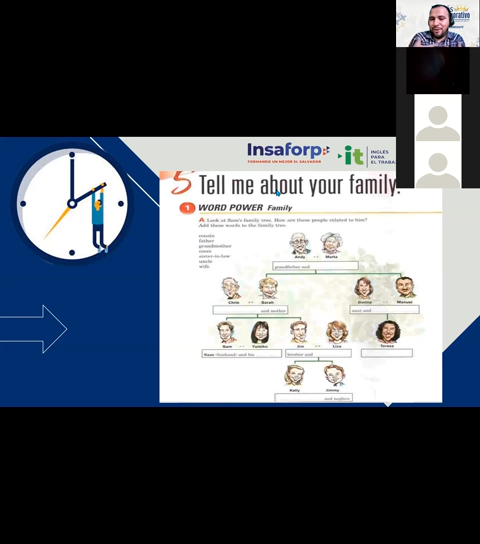 Insaforp
FORMANDO UN MEJOR EL SALVADOR
it
INGLÉS
PARA
EL TRABA
5 Tell me about your family!
1 WORD POWER Family
A Look at Sam's family tree. How are these people related to him?
Add these words to the family tree.
cousin
father
grandmother
niece
sister-in-law
uncle
wife
Andy
Marta
grandfather and
Chris
Sarah
Manuel
and mother
aunt and
Sam
Yumiko
Jim
Liza
Teresa
Sam (husband) and his
brother and
Kelly
Jimmy
and nephew